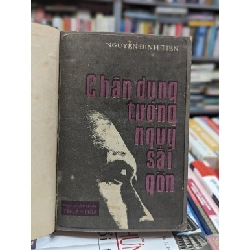 NGUYỄN ĐÌNH TIÊN
Chân dung
tướng
ngụy
sài
gòn